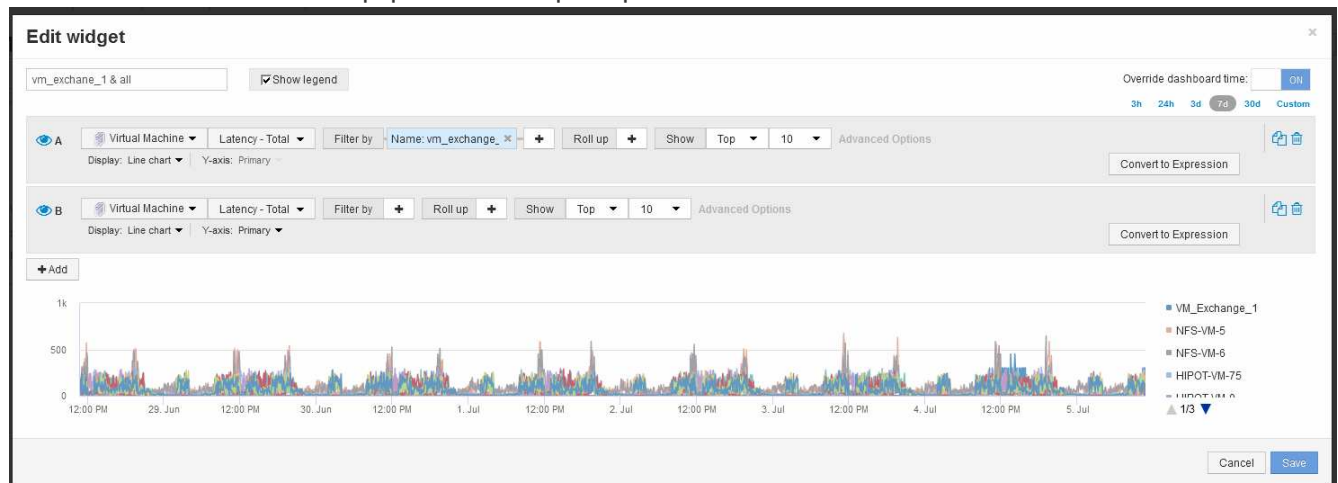 Edit widget ×
vm_exchane_1 & all Show legend Override dashboard time: ON
3h 24h 3d 7d 30d Custom
A Virtual Machine Latency - Total Filter by Name: vm_exchange_ × + Roll up + Show Top 10 Advanced Options
Display: Line chart Y-axis: Primary Convert to Expression
B Virtual Machine Latency - Total Filter by + Roll up + Show Top 10 Advanced Options
Display: Line chart Y-axis: Primary Convert to Expression
+ Add
1k
500
0
12:00 PM 29. Jun 12:00 PM 30. Jun 12:00 PM 1. Jul 12:00 PM 2. Jul 12:00 PM 3. Jul 12:00 PM 4. Jul 12:00 PM 5. Jul
VM_Exchange_1
NFS-VM-5
NFS-VM-6
HIPOT-VM-75
1/3
Cancel Save